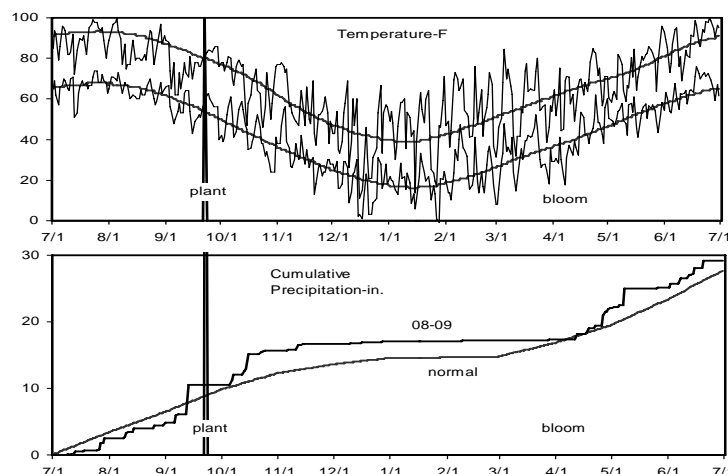 100
Temperature-F
80
60
40
20
plant
bloom
0
7/1 8/1 9/1 10/1 11/1 12/1 1/1 2/1 3/1 4/1 5/1 6/1 7/1
30
Cumulative
Precipitation-in.
20
08-09
normal
10
plant
bloom
0
7/1 8/1 9/1 10/1 11/1 12/1 1/1 2/1 3/1 4/1 5/1 6/1 7/